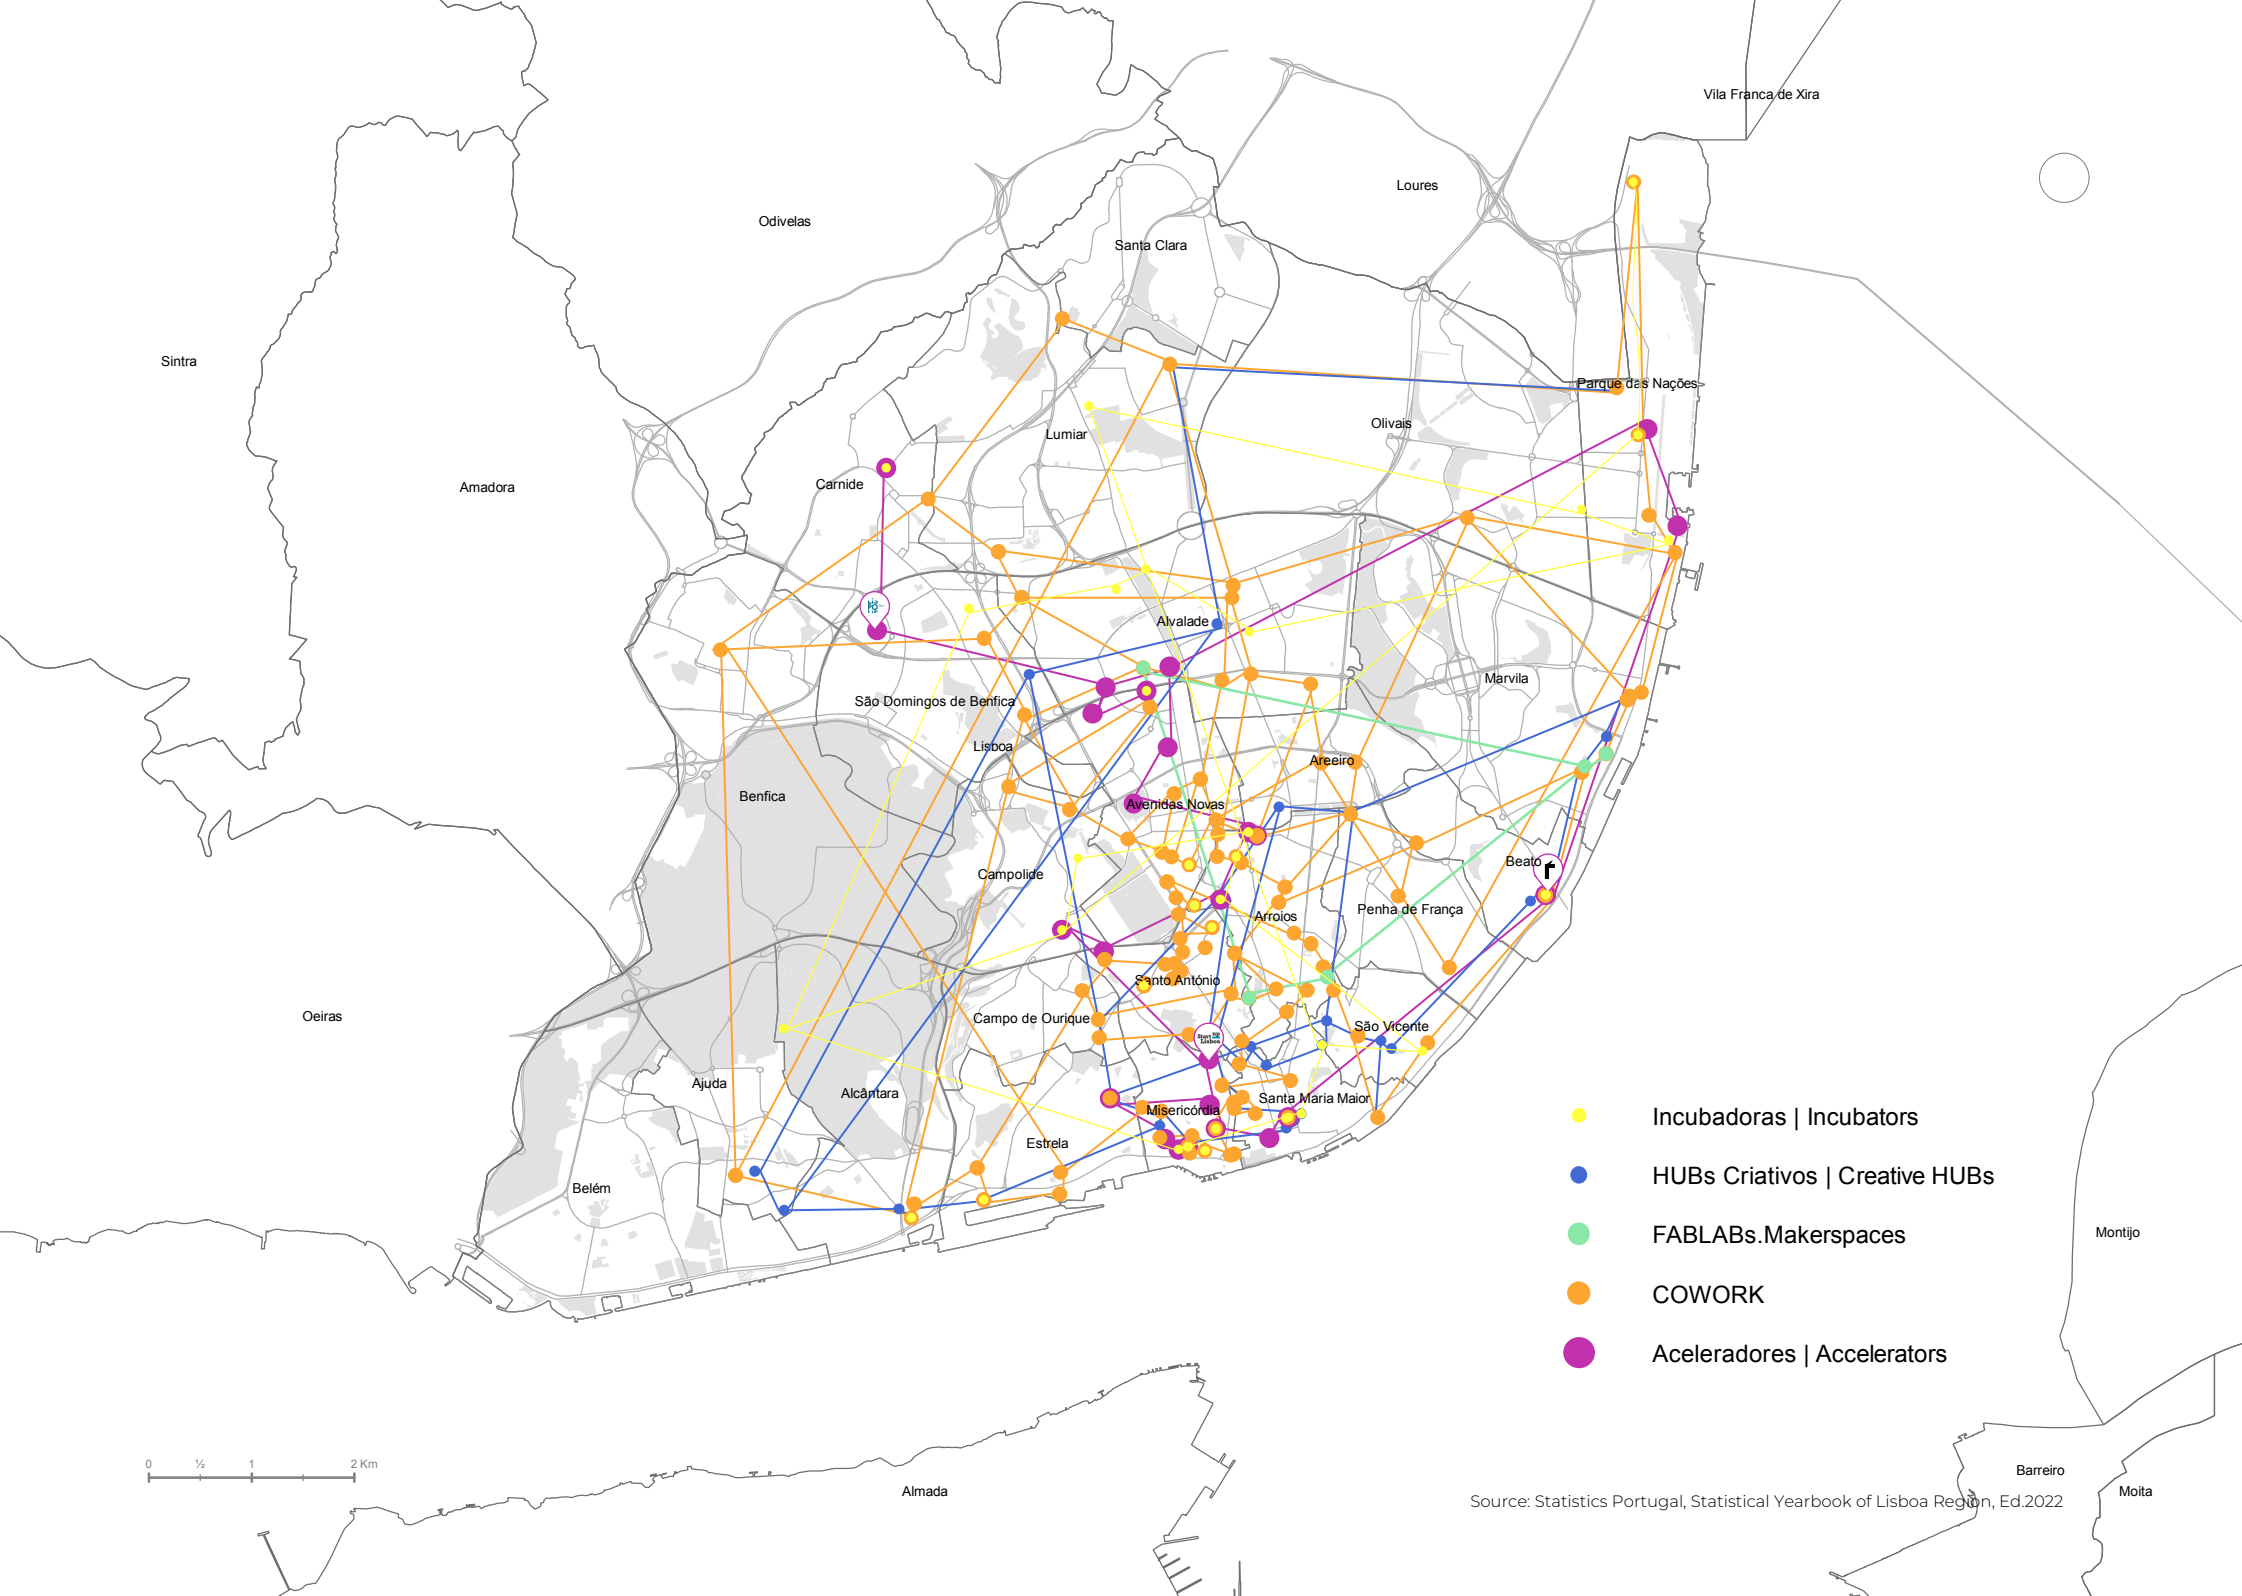 Vila Franca de Xira
Loures
Odivelas
Santa Clara
Sintra
Parque das Nações
Olivais
Lumiar
Carnide
Amadora
Alvalade
Marvila
São Domingos de Benfica
Lisboa
Areeiro
Benfica
Avenidas Novas
Beato
Campolide
Penha de França
Arroios
Santo António
Oeiras
Campo de Ourique
São Vicente
Start
Lisboa
Ajuda
Alcântara
Santa Maria Maior
Misericórdia
Estrela
Belém
Montijo
Incubadoras | Incubators
HUBs Criativos | Creative HUBs
FABLABs.Makerspaces
COWORK
Aceleradores | Accelerators
0 ½ 1 2 Km
Almada
Barreiro
Moita
Source: Statistics Portugal, Statistical Yearbook of Lisboa Region, Ed.2022